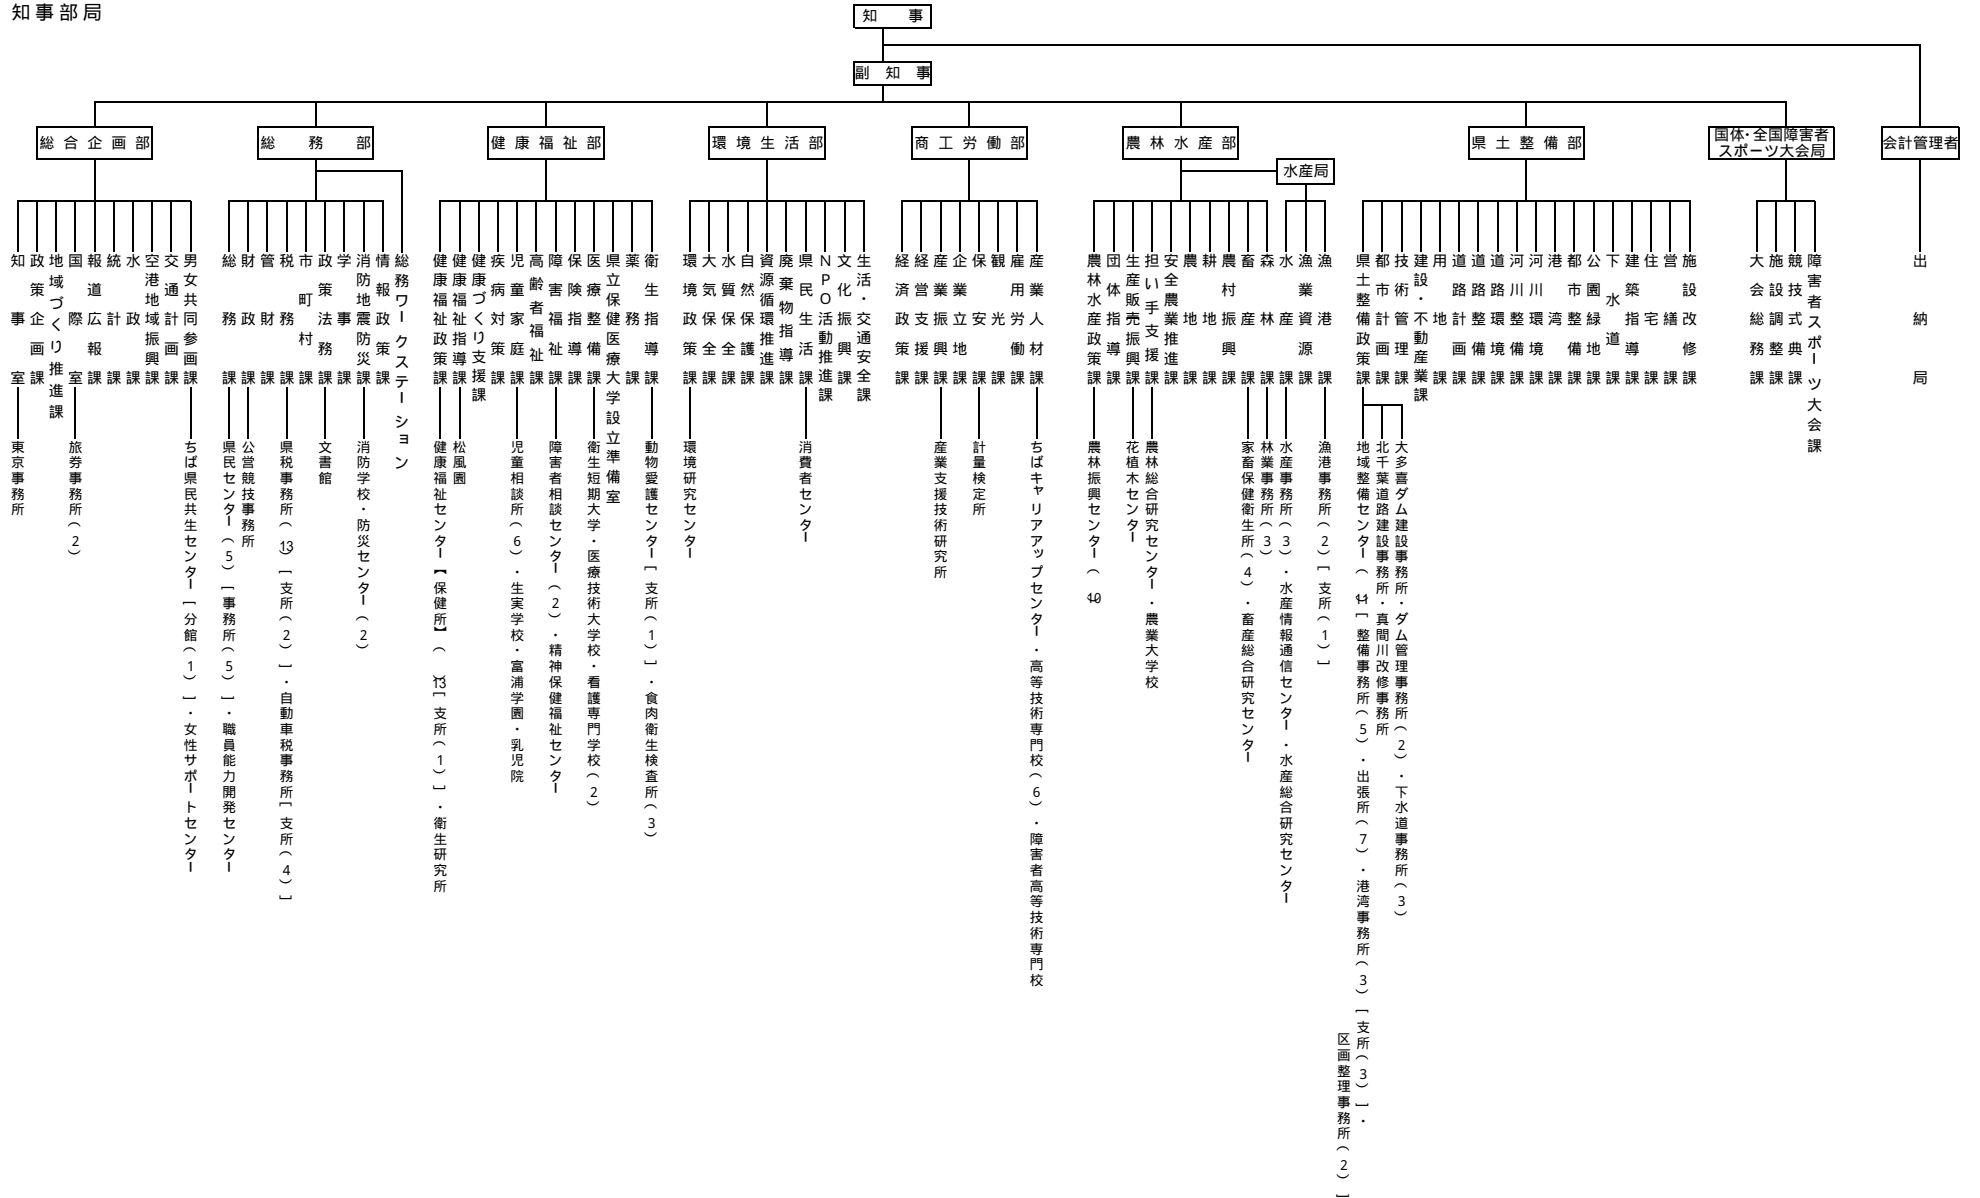 知事部局
知事
副知事
総合企画部
総務部
健康福祉部
環境生活部
商工労働部
農林水産部
水産局
県土整備部
国体・全国障害者
スポーツ大会局
会計管理者
知事室
政策企画課
地域づくり推進課
国際室
報道広報課
統計課
水政課
空港地域振興課
交通計画課
男女共同参画課
総務課
財政課
管財課
税務課
市町村課
政策法務課
学事課
消防地震防災課
情報政策課
総務ワークステーション
健康福祉政策課
健康福祉指導課
健康づくり支援課
疾病対策課
児童家庭課
高齢者福祉課
障害福祉課
保険指導課
医療整備課
県立保健医療大学設立準備室
薬務課
衛生指導課
環境政策課
大気保全課
水質保全課
自然保護課
資源循環推進課
廃棄物指導課
県民生活課
NPO活動推進課
文化振興課
生活・交通安全課
経済政策課
経営支援課
産業振興課
企業立地課
保安課
観光課
雇用労働課
産業人材課
農林水産政策課
団体指導課
生産販売振興課
担い手支援課
安全農業推進課
農地課
耕地課
農村振興課
畜産課
森林課
水産課
漁業資源課
漁港課
県土整備政策課
都市計画課
技術管理課
建設・不動産業課
用地課
道路計画課
道路整備課
道路環境課
河川整備課
河川環境課
港湾課
都市整備課
公園緑地課
下水道課
建築指導課
住宅課
営繕課
施設改修課
大会総務課
施設調整課
競技式典課
障害者スポーツ大会課
出納局
東京事務所
旅券事務所(2)
ちば県民共生センター[分館(1)]・女性サポートセンター
県民センター(5)[事務所(5)]・職員能力開発センター
公営競技事務所
県税事務所(13)[支所(2)]・自動車税事務所[支所(4)]
文書館
消防学校・防災センター(2)
健康福祉センター【保健所】(13)[支所(1)]・衛生研究所
松風園
児童相談所(6)・生実学校・富浦学園・乳児院
障害者相談センター(2)・精神保健福祉センター
衛生短期大学・医療技術大学校・看護専門学校(2)
動物愛護センター[支所(1)]・食肉衛生検査所(3)
環境研究センター
消費者センター
産業支援技術研究所
計量検定所
ちばキャリアアップセンター・高等技術専門校(6)・障害者高等技術専門校
農林振興センター(10)
花植木センター
農林総合研究センター・農業大学校
家畜保健衛生所(4)・畜産総合研究センター
林業事務所(3)
水産事務所(3)・水産情報通信センター・水産総合研究センター
漁港事務所(2)[支所(1)]
地域整備センター(11)[整備事務所(5)・出張所(7)・港湾事務所(3)[支所(3)]・
区画整理事務所(2)]
北千葉道路建設事務所・真間川改修事務所
大多喜ダム建設事務所・ダム管理事務所(2)・下水道事務所(3)